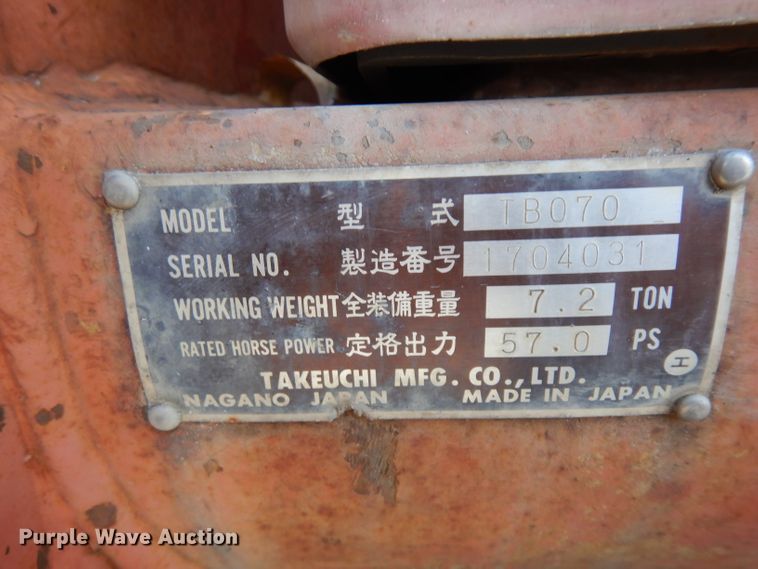 MODEL 型式 TB070
SERIAL NO. 製造番号 1704031
WORKING WEIGHT 全装備重量 7.2 TON
RATED HORSE POWER 定格出力 57.0 PS
エ
TAKEUCHI MFG. CO., LTD.
NAGANO JAPAN MADE IN JAPAN
Purple Wave Auction